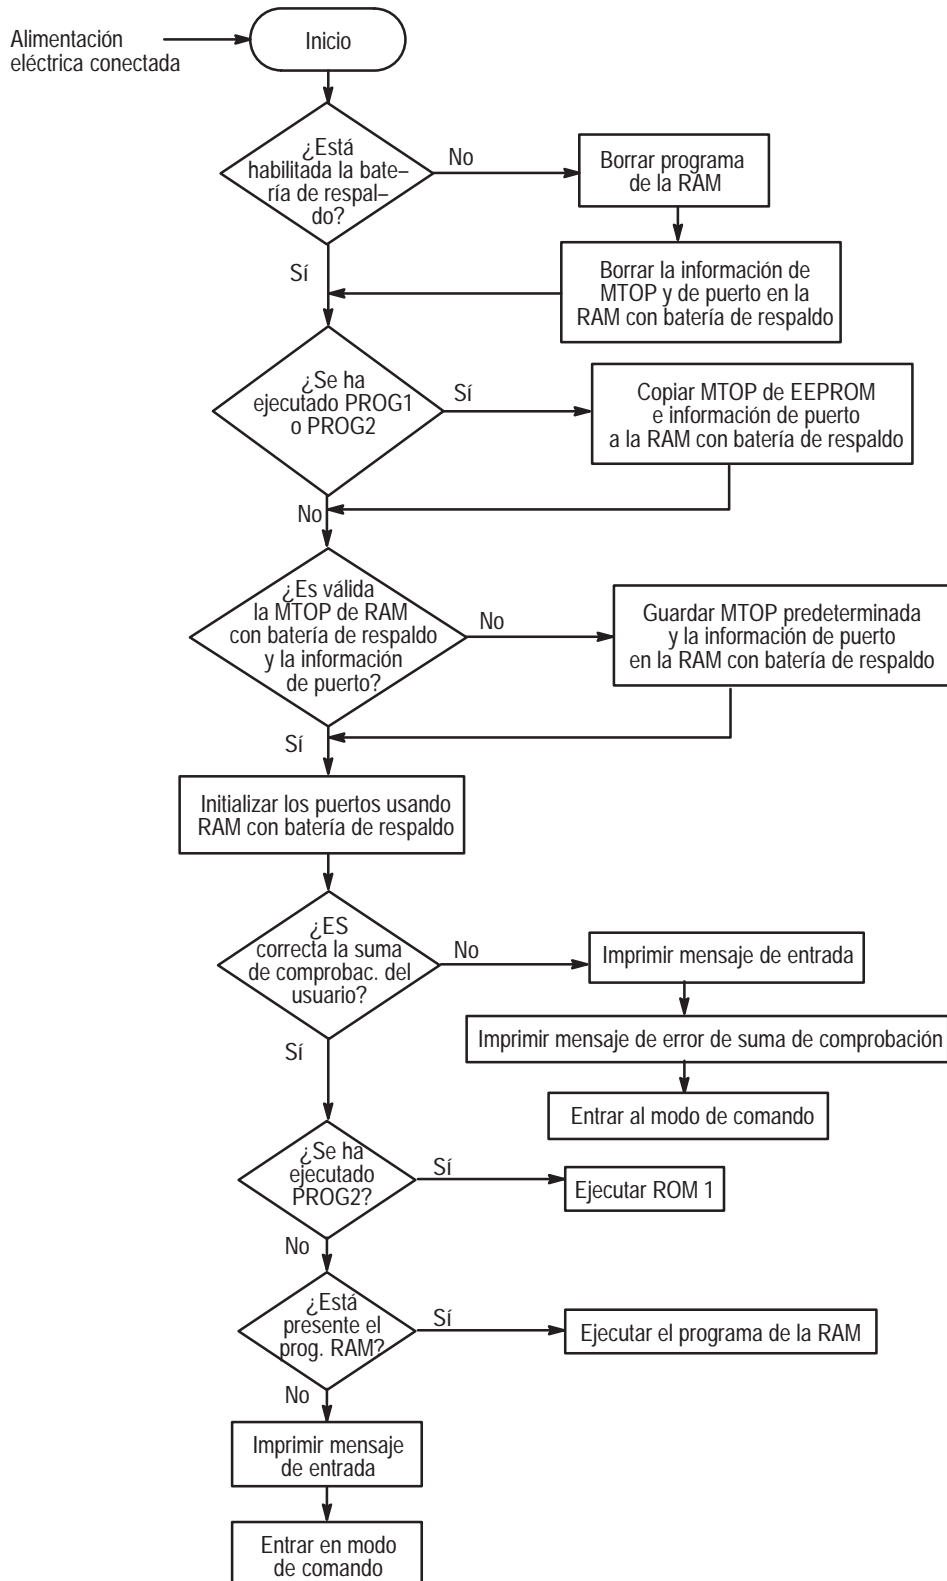 Alimentación
eléctrica conectada
Inicio
¿Está
habilitada la bate–
ría de respal–
do?
No
Borrar programa
de la RAM
Sí
Borrar la información de
MTOP y de puerto en la
RAM con batería de respaldo
¿Se ha
ejecutado PROG1
o PROG2
Sí
Copiar MTOP de EEPROM
e información de puerto
a la RAM con batería de respaldo
No
¿Es válida
la MTOP de RAM
con batería de respaldo
y la información
de puerto?
No
Guardar MTOP predeterminada
y la información de puerto
en la RAM con batería de respaldo
Sí
Initializar los puertos usando
RAM con batería de respaldo
¿ES
correcta la suma
de comprobac. del
usuario?
No
Imprimir mensaje de entrada
Imprimir mensaje de error de suma de comprobación
Entrar al modo de comando
Sí
¿Se ha
ejecutado
PROG2?
Sí
Ejecutar ROM 1
No
¿Está
presente el
prog. RAM?
Sí
Ejecutar el programa de la RAM
No
Imprimir mensaje
de entrada
Entrar en modo
de comando